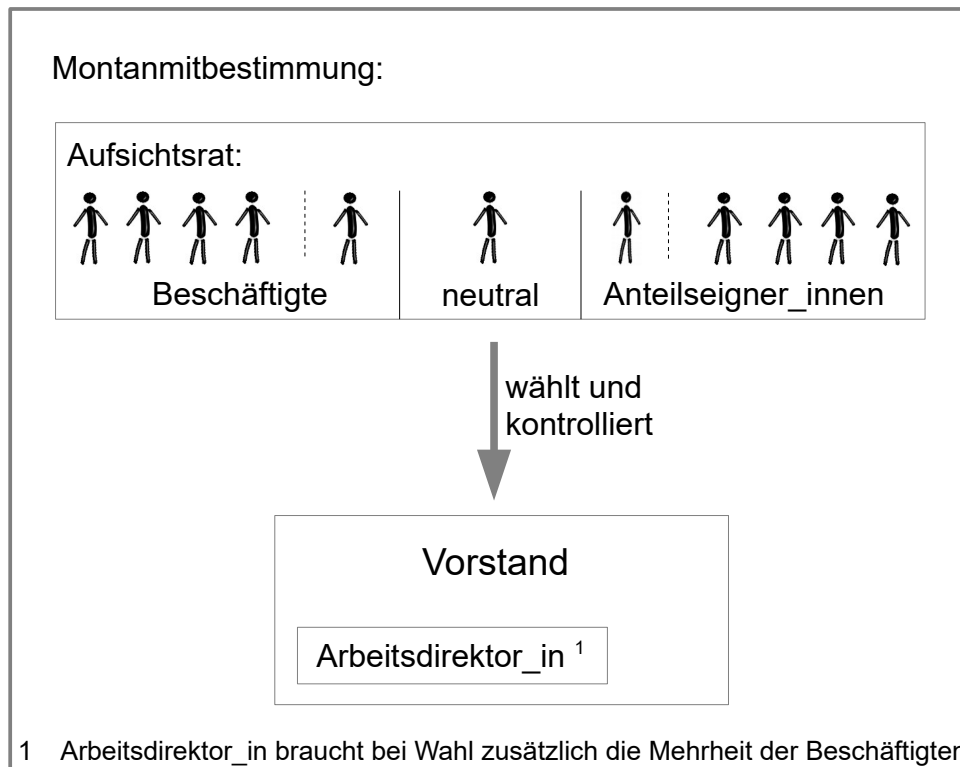 Montanmitbestimmung:
Aufsichtsrat:
Beschäftigte
neutral
Anteilseigner_innen
wählt und
kontrolliert
Vorstand
Arbeitsdirektor_in 1
1 Arbeitsdirektor_in braucht bei Wahl zusätzlich die Mehrheit der Beschäftigten